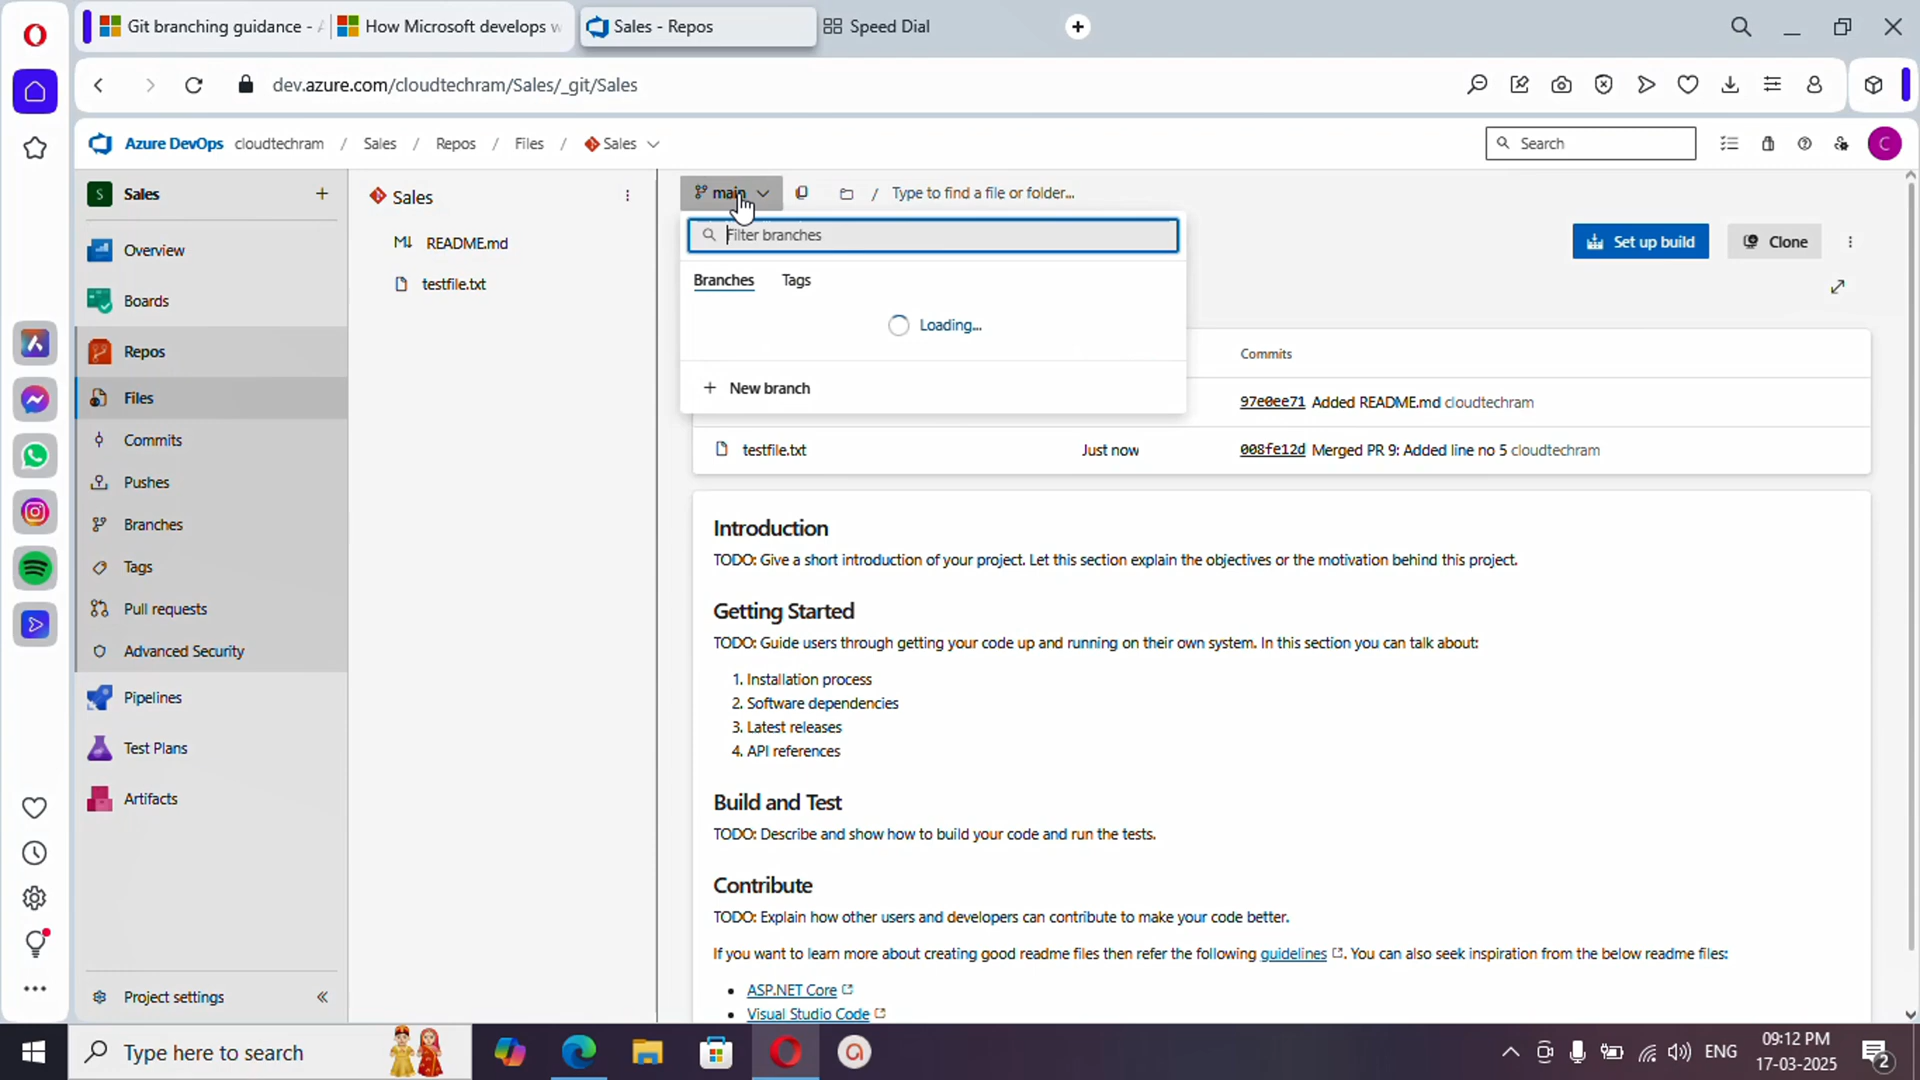 Git branching guidance - A
How Microsoft develops w
Sales - Repos
Speed Dial
dev.azure.com/cloudtechram/Sales/_git/Sales
Azure DevOps cloudtechram / Sales / Repos / Files / Sales
Search
C
S Sales
Overview
Boards
Repos
Files
Commits
Pushes
Branches
Tags
Pull requests
Advanced Security
Pipelines
Test Plans
Artifacts
Project settings
Sales
README.md
testfile.txt
main
/ Type to find a file or folder...
Filter branches
Branches Tags
Loading...
New branch
Set up build
Clone
Commits
97e0ee71 Added README.md cloudtechram
testfile.txt Just now 008fe12d Merged PR 9: Added line no 5 cloudtechram
Introduction
TODO: Give a short introduction of your project. Let this section explain the objectives or the motivation behind this project.
Getting Started
TODO: Guide users through getting your code up and running on their own system. In this section you can talk about:
1. Installation process
2. Software dependencies
3. Latest releases
4. API references
Build and Test
TODO: Describe and show how to build your code and run the tests.
Contribute
TODO: Explain how other users and developers can contribute to make your code better.
If you want to learn more about creating good readme files then refer the following guidelines. You can also seek inspiration from the below readme files:
• ASP.NET Core
• Visual Studio Code
Type here to search
ENG
09:12 PM
17-03-2025
2